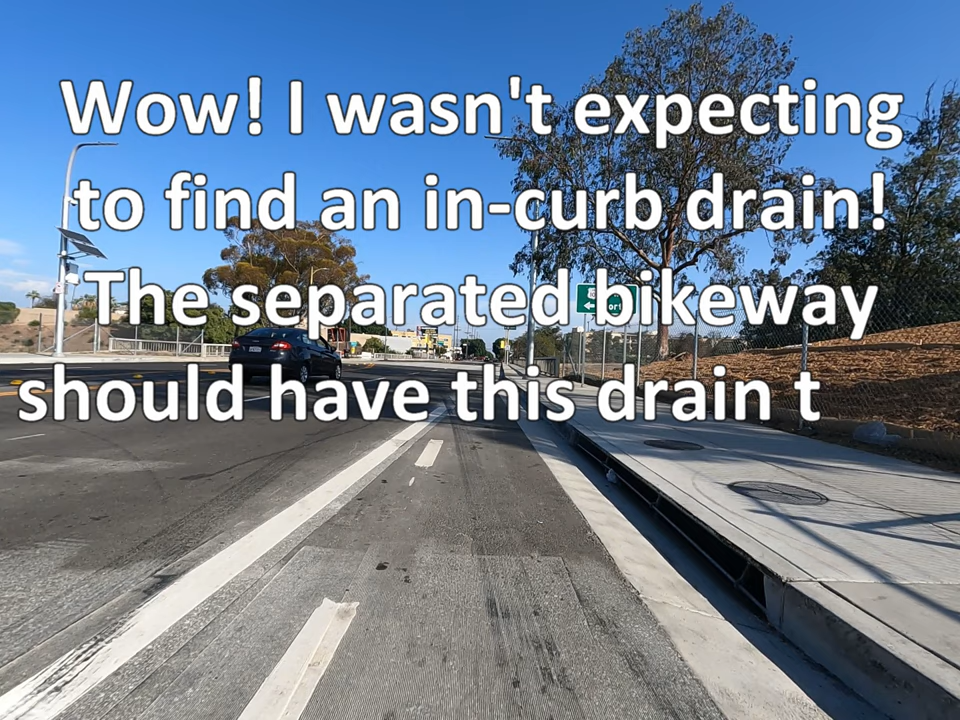 Wow! I wasn't expecting
to find an in-curb drain!
The separated bikeway
should have this drain t